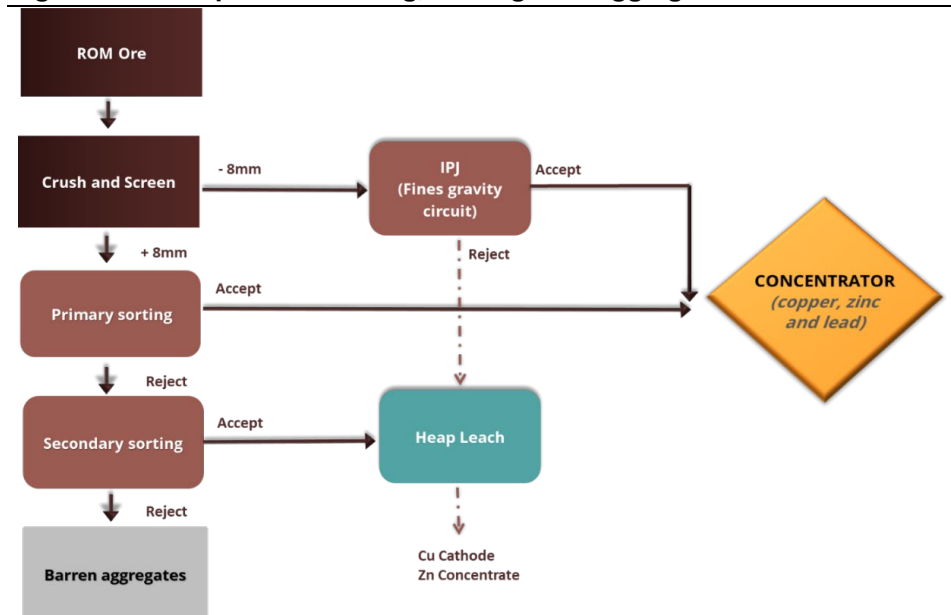 ROM Ore
Crush and Screen
- 8mm
IPJ
(Fines gravity
circuit)
Accept
+ 8mm
Reject
Primary sorting
Accept
CONCENTRATOR
(copper, zinc
and lead)
Reject
Secondary sorting
Accept
Heap Leach
Reject
Barren aggregates
Cu Cathode
Zn Concentrate